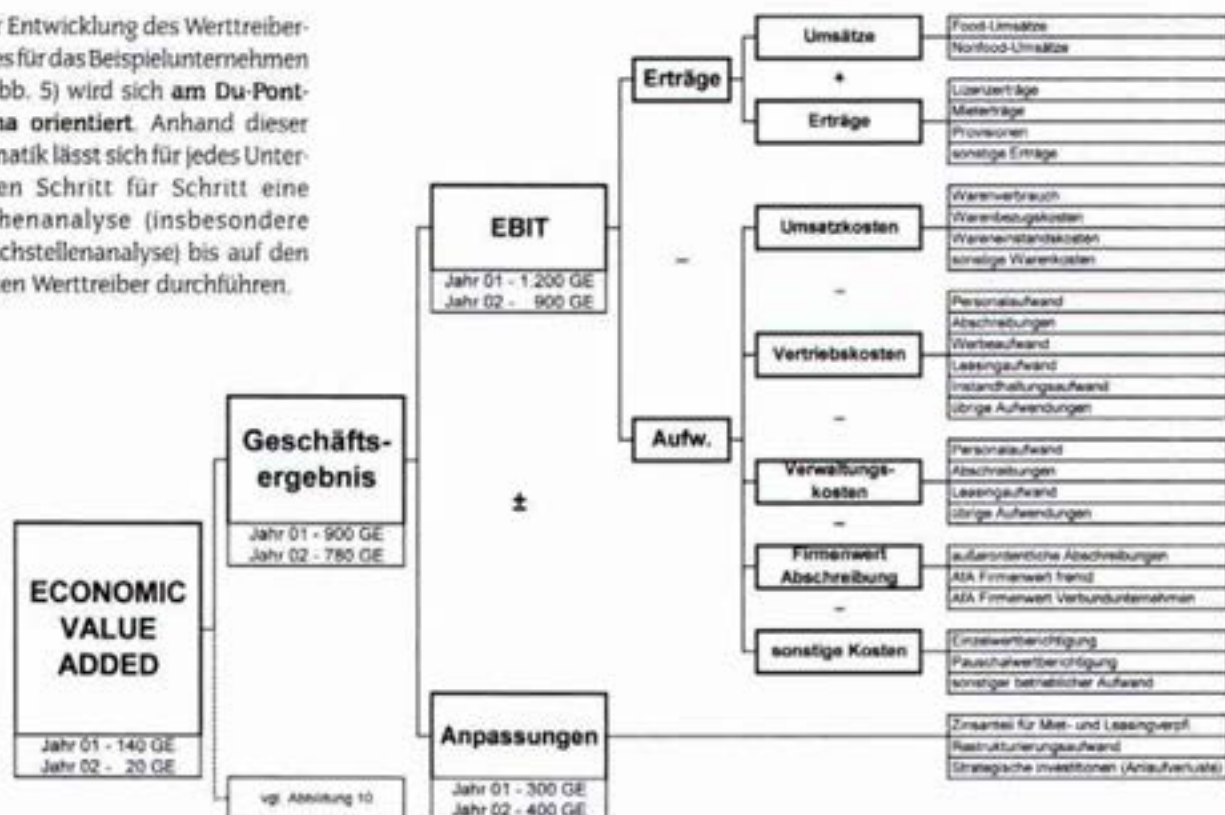 r Entwicklung des Werttreiber-
es für das Beispielunternehmen
bb. 5) wird sich am Du-Pont-
na orientiert. Anhand dieser
matik lässt sich für jedes Unter-
en Schritt für Schritt eine
henanalyse (insbesondere
chstellenanalyse) bis auf den
en Werttreiber durchführen.
ECONOMIC
VALUE
ADDED
Jahr 01 - 140 GE
Jahr 02 - 20 GE
Geschäfts-
ergebnis
Jahr 01 - 900 GE
Jahr 02 - 780 GE
vgl. Abbildung 10
EBIT
Jahr 01 - 1.200 GE
Jahr 02 - 900 GE
±
Anpassungen
Jahr 01 - 300 GE
Jahr 02 - 400 GE
Erträge
–
Aufw.
Umsätze
+
Erträge
Umsatzkosten
–
Vertriebskosten
–
Verwaltungs-
kosten
–
Firmenwert
Abschreibung
–
sonstige Kosten
Food-Umsätze
Nonfood-Umsätze
Lizenzerträge
Mieterträge
Provisionen
sonstige Erträge
Warenverbrauch
Warenbezugskosten
Wareneinstandskosten
sonstige Warenkosten
Personalaufwand
Abschreibungen
Werbeaufwand
Leasingaufwand
Instandhaltungsaufwand
übrige Aufwendungen
Personalaufwand
Abschreibungen
Leasingaufwand
übrige Aufwendungen
außerordentliche Abschreibungen
AfA Firmenwert fremd
AfA Firmenwert Verbundunternehmen
Einzelwertberichtigung
Pauschalwertberichtigung
sonstiger betrieblicher Aufwand
Zinsanteil für Miet- und Leasingverpfl.
Restrukturierungsaufwand
Strategische Investitionen (Anlaufverluste)